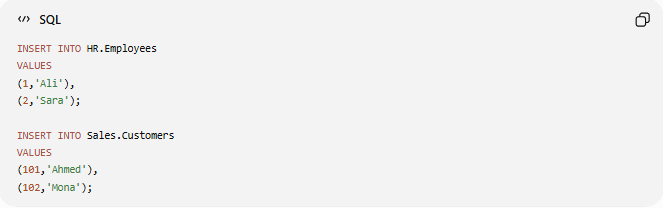 </> SQL
INSERT INTO HR.Employees
VALUES
(1,'Ali'),
(2,'Sara');
INSERT INTO Sales.Customers
VALUES
(101,'Ahmed'),
(102,'Mona');